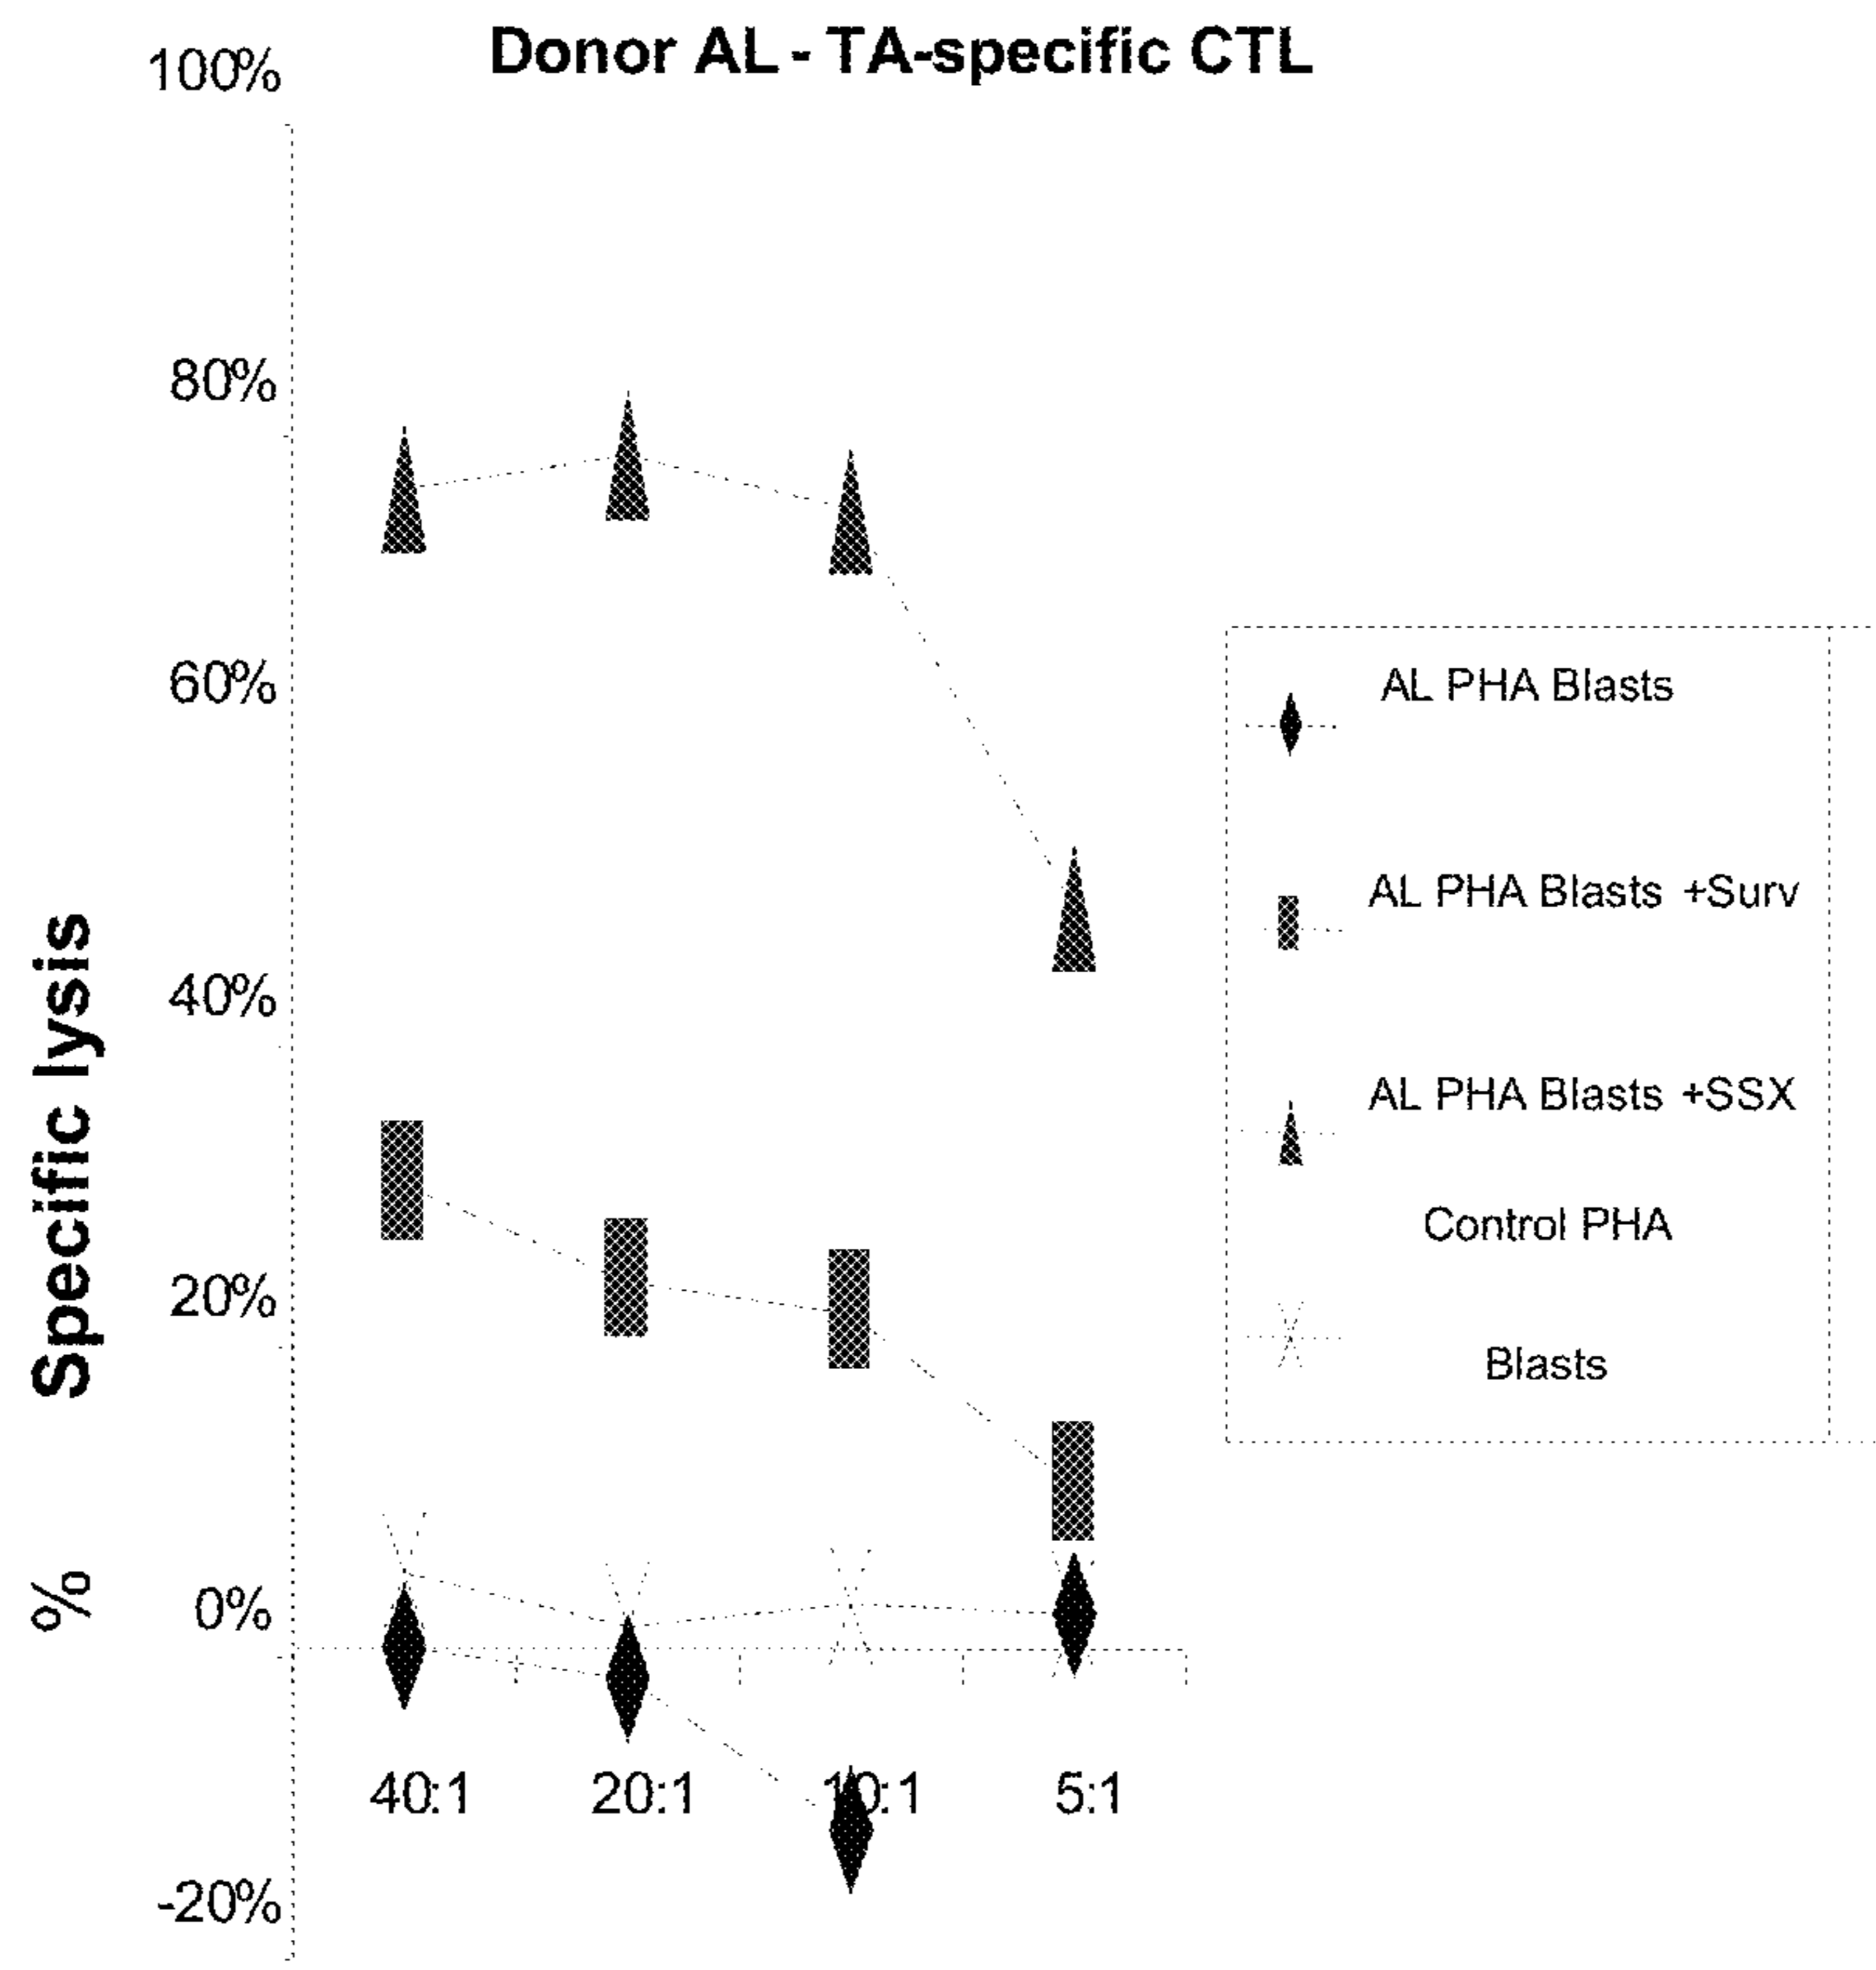 Donor AL - TA-specific CTL
100%
80%
60%
40%
20%
0%
-20%
% Specific lysis
40:1 20:1 10:1 5:1
AL PHA Blasts
AL PHA Blasts +Surv
AL PHA Blasts +SSX
Control PHA
Blasts